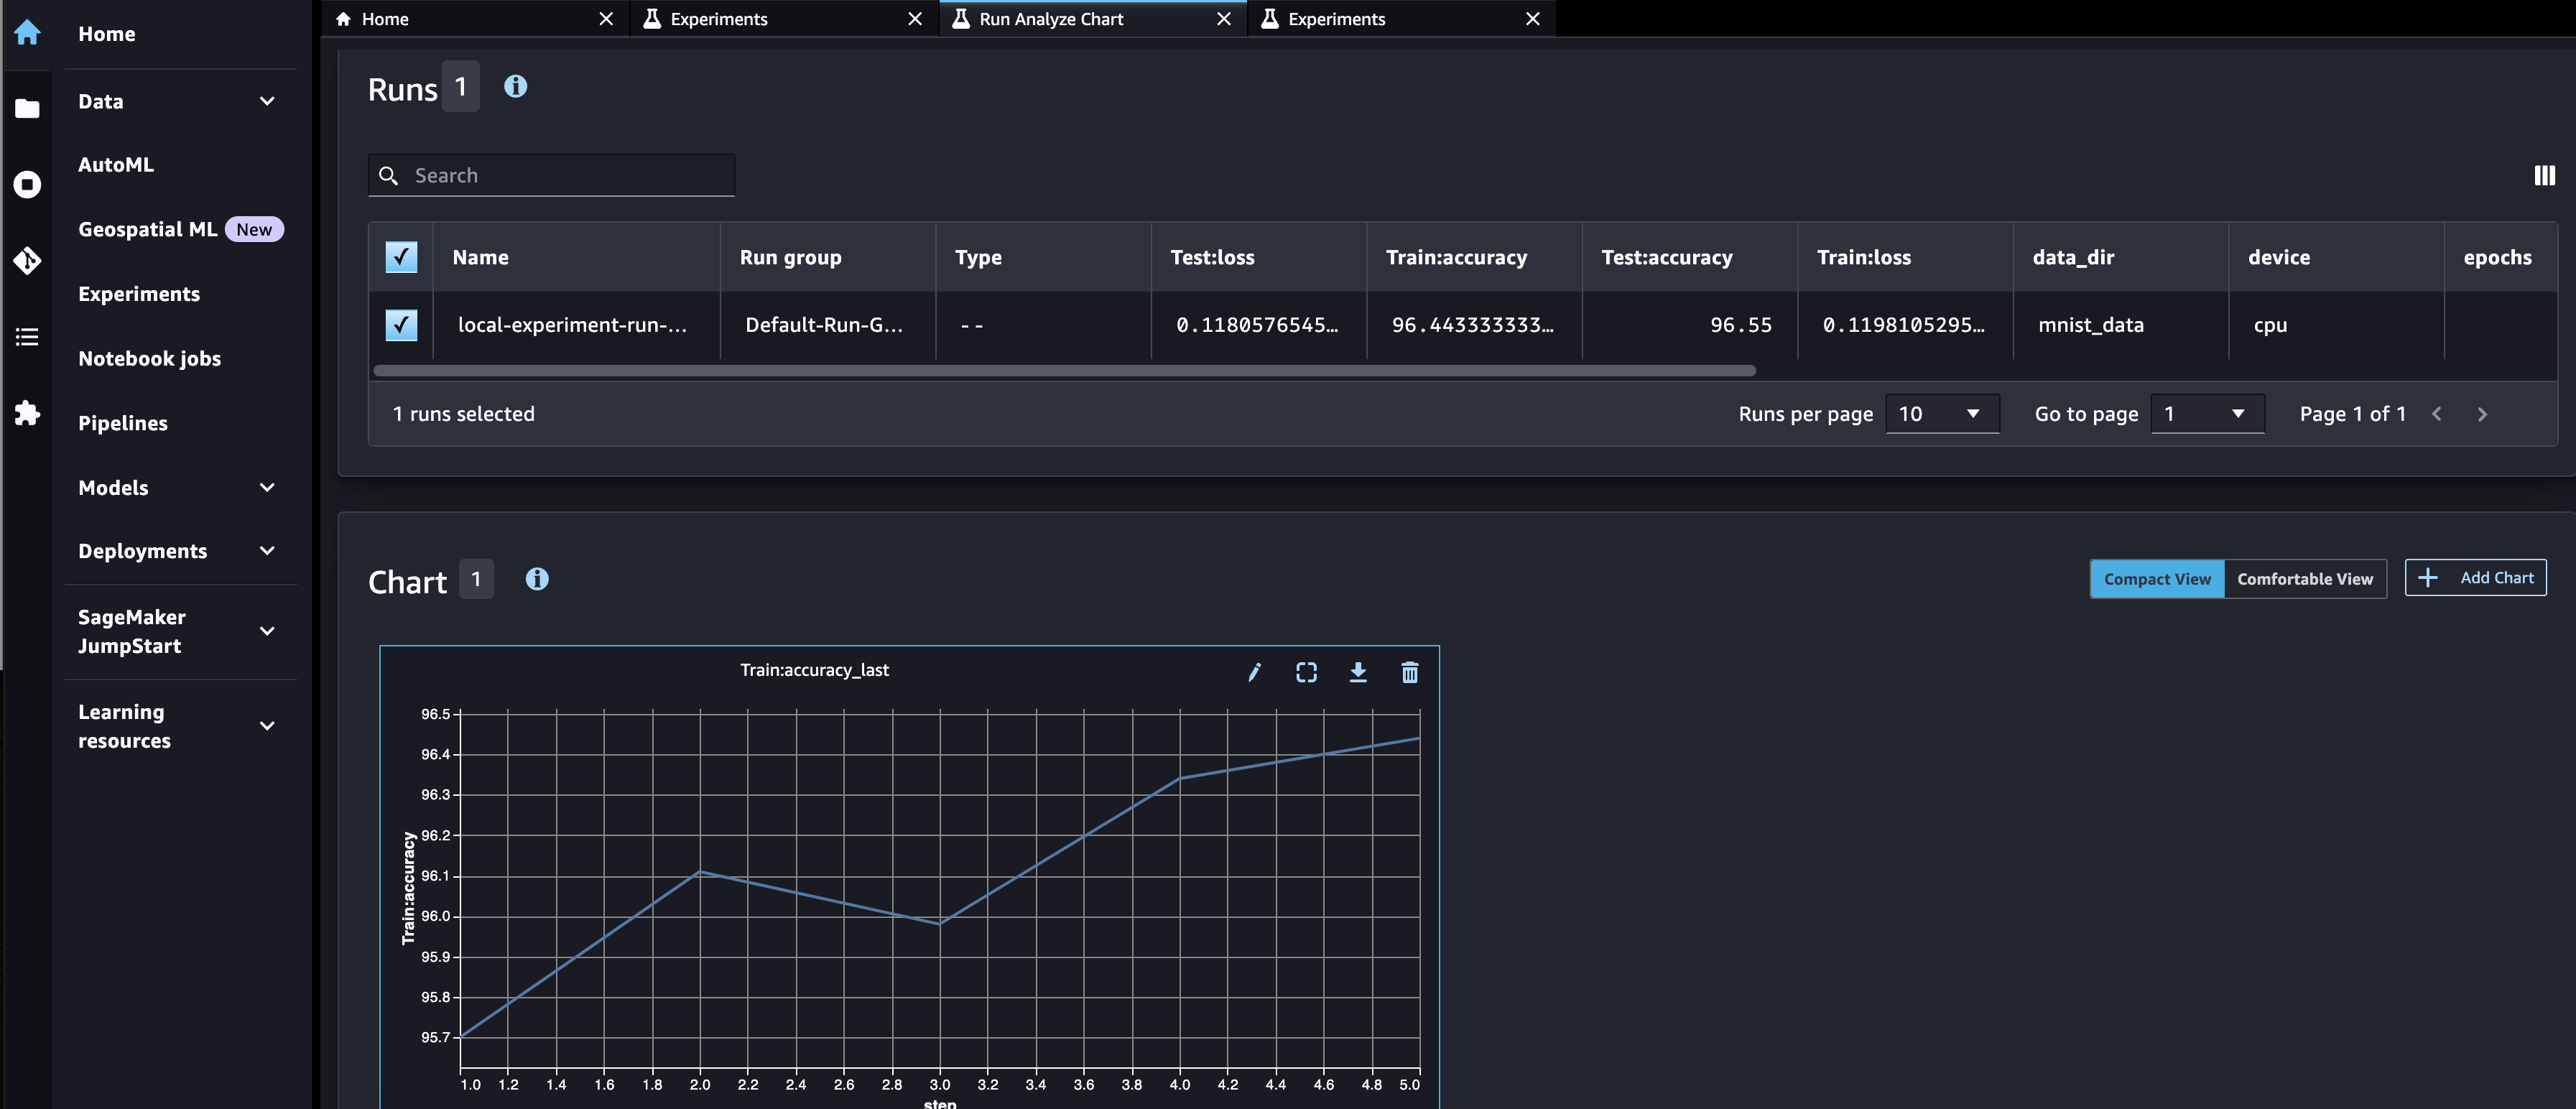 Home
Data
AutoML
Geospatial ML New
Experiments
Notebook jobs
Pipelines
Models
Deployments
SageMaker
JumpStart
Learning
resources
Home Experiments Run Analyze Chart Experiments
Runs 1
Search
Name Run group Type Test:loss Train:accuracy Test:accuracy Train:loss data_dir device epochs
local-experiment-run-... Default-Run-G... -- 0.1180576545... 96.443333333... 96.55 0.1198105295... mnist_data cpu
1 runs selected Runs per page 10 Go to page 1 Page 1 of 1
Chart 1 Compact View Comfortable View Add Chart
Train:accuracy_last
96.5
96.4
96.3
96.2
96.1
96.0
95.9
95.8
95.7
Train:accuracy
1.0 1.2 1.4 1.6 1.8 2.0 2.2 2.4 2.6 2.8 3.0 3.2 3.4 3.6 3.8 4.0 4.2 4.4 4.6 4.8 5.0
step